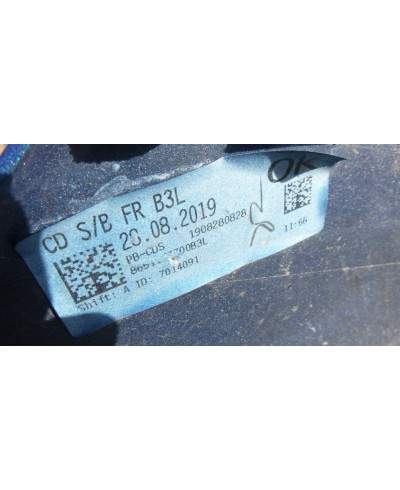 OK
CD S/B FR B3L
28.08.2019
PB-CUS 1908280828
11:56
Shift: A ID: 7014091